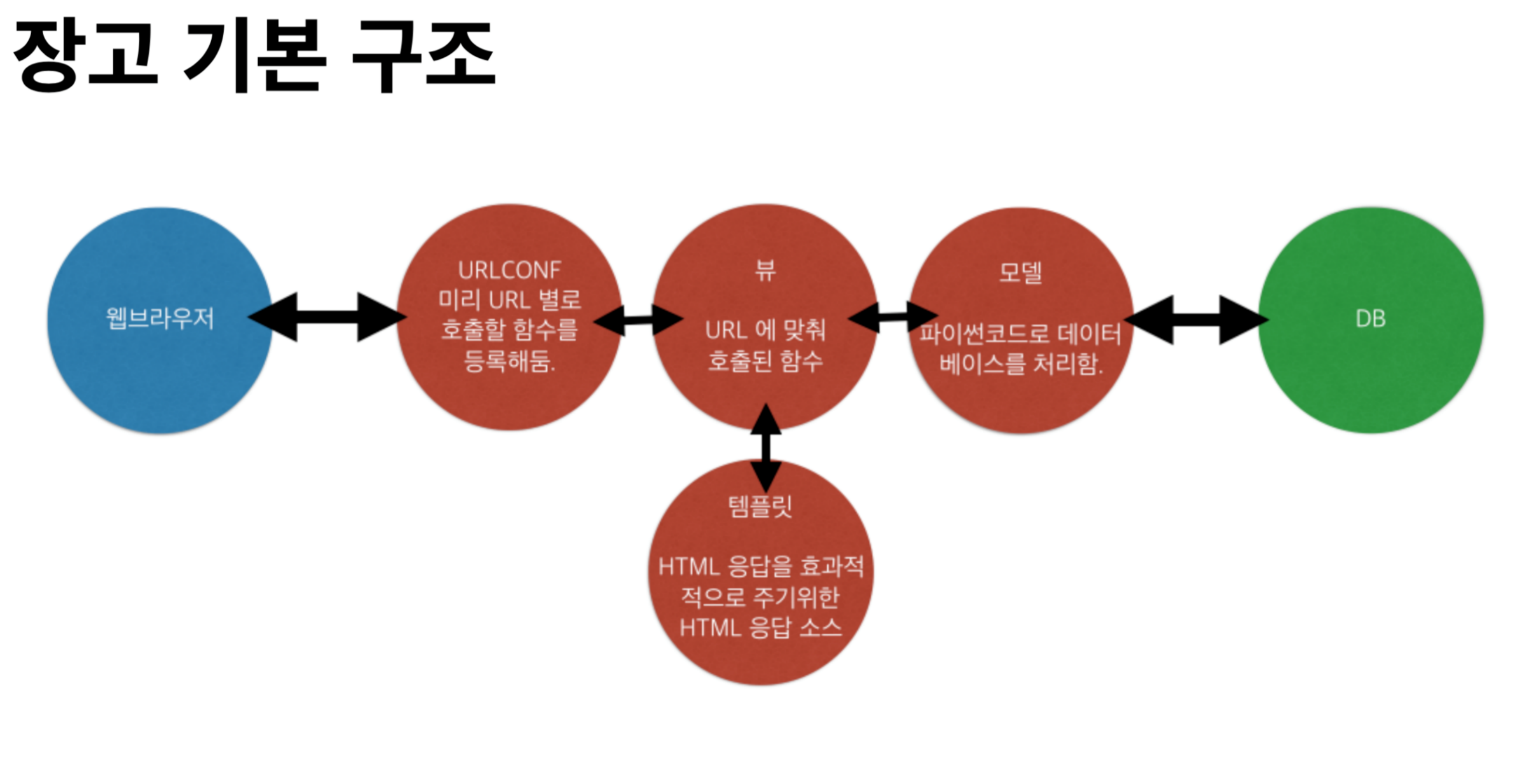 장고 기본 구조
웹브라우저
URLCONF
미리 URL 별로
호출할 함수를
등록해둠.
뷰
URL 에 맞춰
호출된 함수
모델
파이썬코드로 데이터
베이스를 처리함.
DB
템플릿
HTML 응답을 효과적
적으로 주기위한
HTML 응답 소스